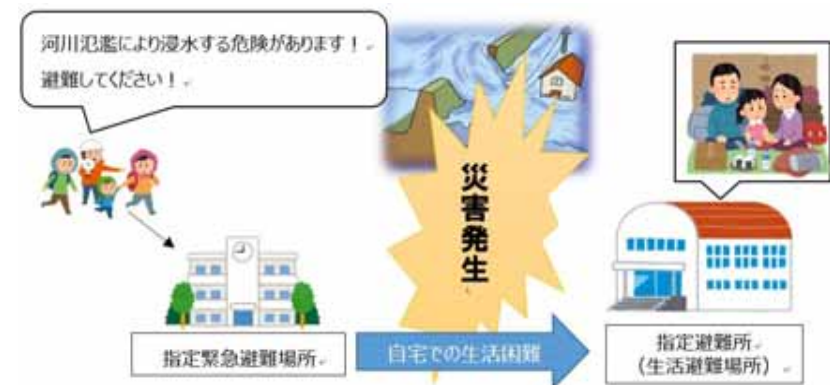 河川氾濫により浸水する危険があります！
避難してください！
災害発生
指定緊急避難場所
自宅での生活困難
指定避難所
(生活避難場所)